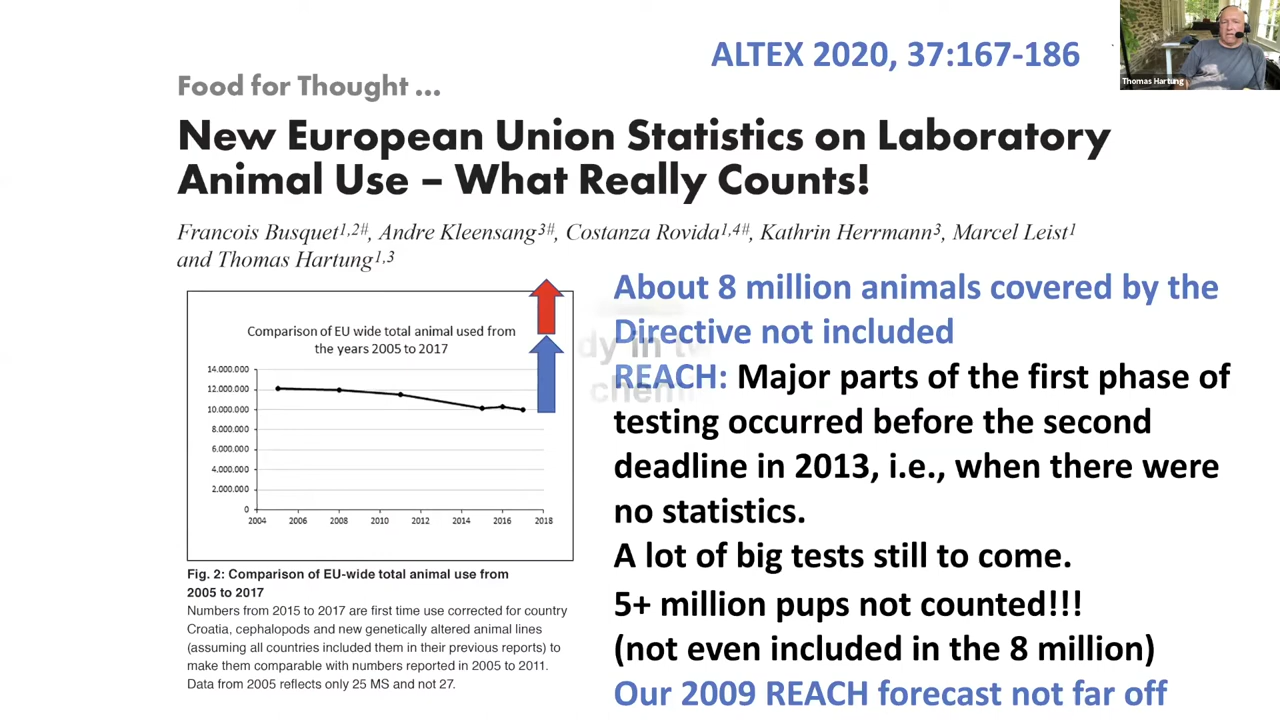 ALTEX 2020, 37:167-186
Thomas Hartung
Food for Thought ...
New European Union Statistics on Laboratory
Animal Use – What Really Counts!
Francois Busquet1,2#, Andre Kleensang3#, Costanza Rovida1,4#, Kathrin Herrmann3, Marcel Leist1
and Thomas Hartung1,3
Comparison of EU wide total animal used from
the years 2005 to 2017
14.000.000
12.000.000
10.000.000
8.000.000
6.000.000
4.000.000
2.000.000
0
2004 2006 2008 2010 2012 2014 2016 2018
Fig. 2: Comparison of EU-wide total animal use from
2005 to 2017
Numbers from 2015 to 2017 are first time use corrected for country
Croatia, cephalopods and new genetically altered animal lines
(assuming all countries included them in their previous reports) to
make them comparable with numbers reported in 2005 to 2011.
Data from 2005 reflects only 25 MS and not 27.
About 8 million animals covered by the
Directive not included
REACH: Major parts of the first phase of
testing occurred before the second
deadline in 2013, i.e., when there were
no statistics.
A lot of big tests still to come.
5+ million pups not counted!!!
(not even included in the 8 million)
Our 2009 REACH forecast not far off